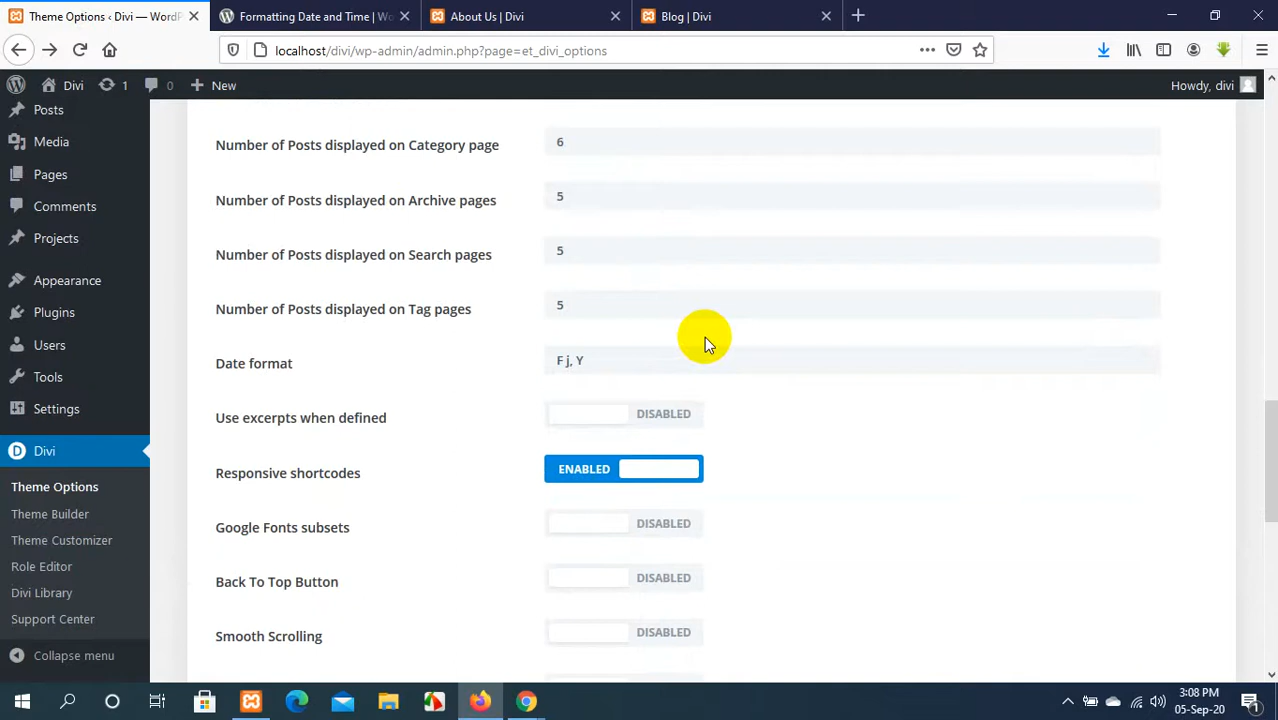 Theme Options ‹ Divi — WordP
Formatting Date and Time | Wo
About Us | Divi
Blog | Divi
localhost/divi/wp-admin/admin.php?page=et_divi_options
Divi
1
0
New
Howdy, divi
Posts
Media
Pages
Comments
Projects
Appearance
Plugins
Users
Tools
Settings
Divi
Theme Options
Theme Builder
Theme Customizer
Role Editor
Divi Library
Support Center
Collapse menu
Number of Posts displayed on Category page
6
Number of Posts displayed on Archive pages
5
Number of Posts displayed on Search pages
5
Number of Posts displayed on Tag pages
5
Date format
F j, Y
Use excerpts when defined
DISABLED
Responsive shortcodes
ENABLED
Google Fonts subsets
DISABLED
Back To Top Button
DISABLED
Smooth Scrolling
DISABLED
3:08 PM
05-Sep-20
1